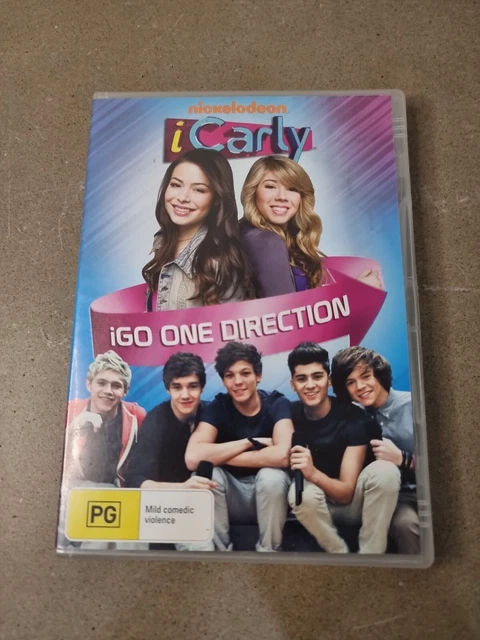 nickelodeon
iCarly
iGO ONE DIRECTION
PG
Mild comedic
violence